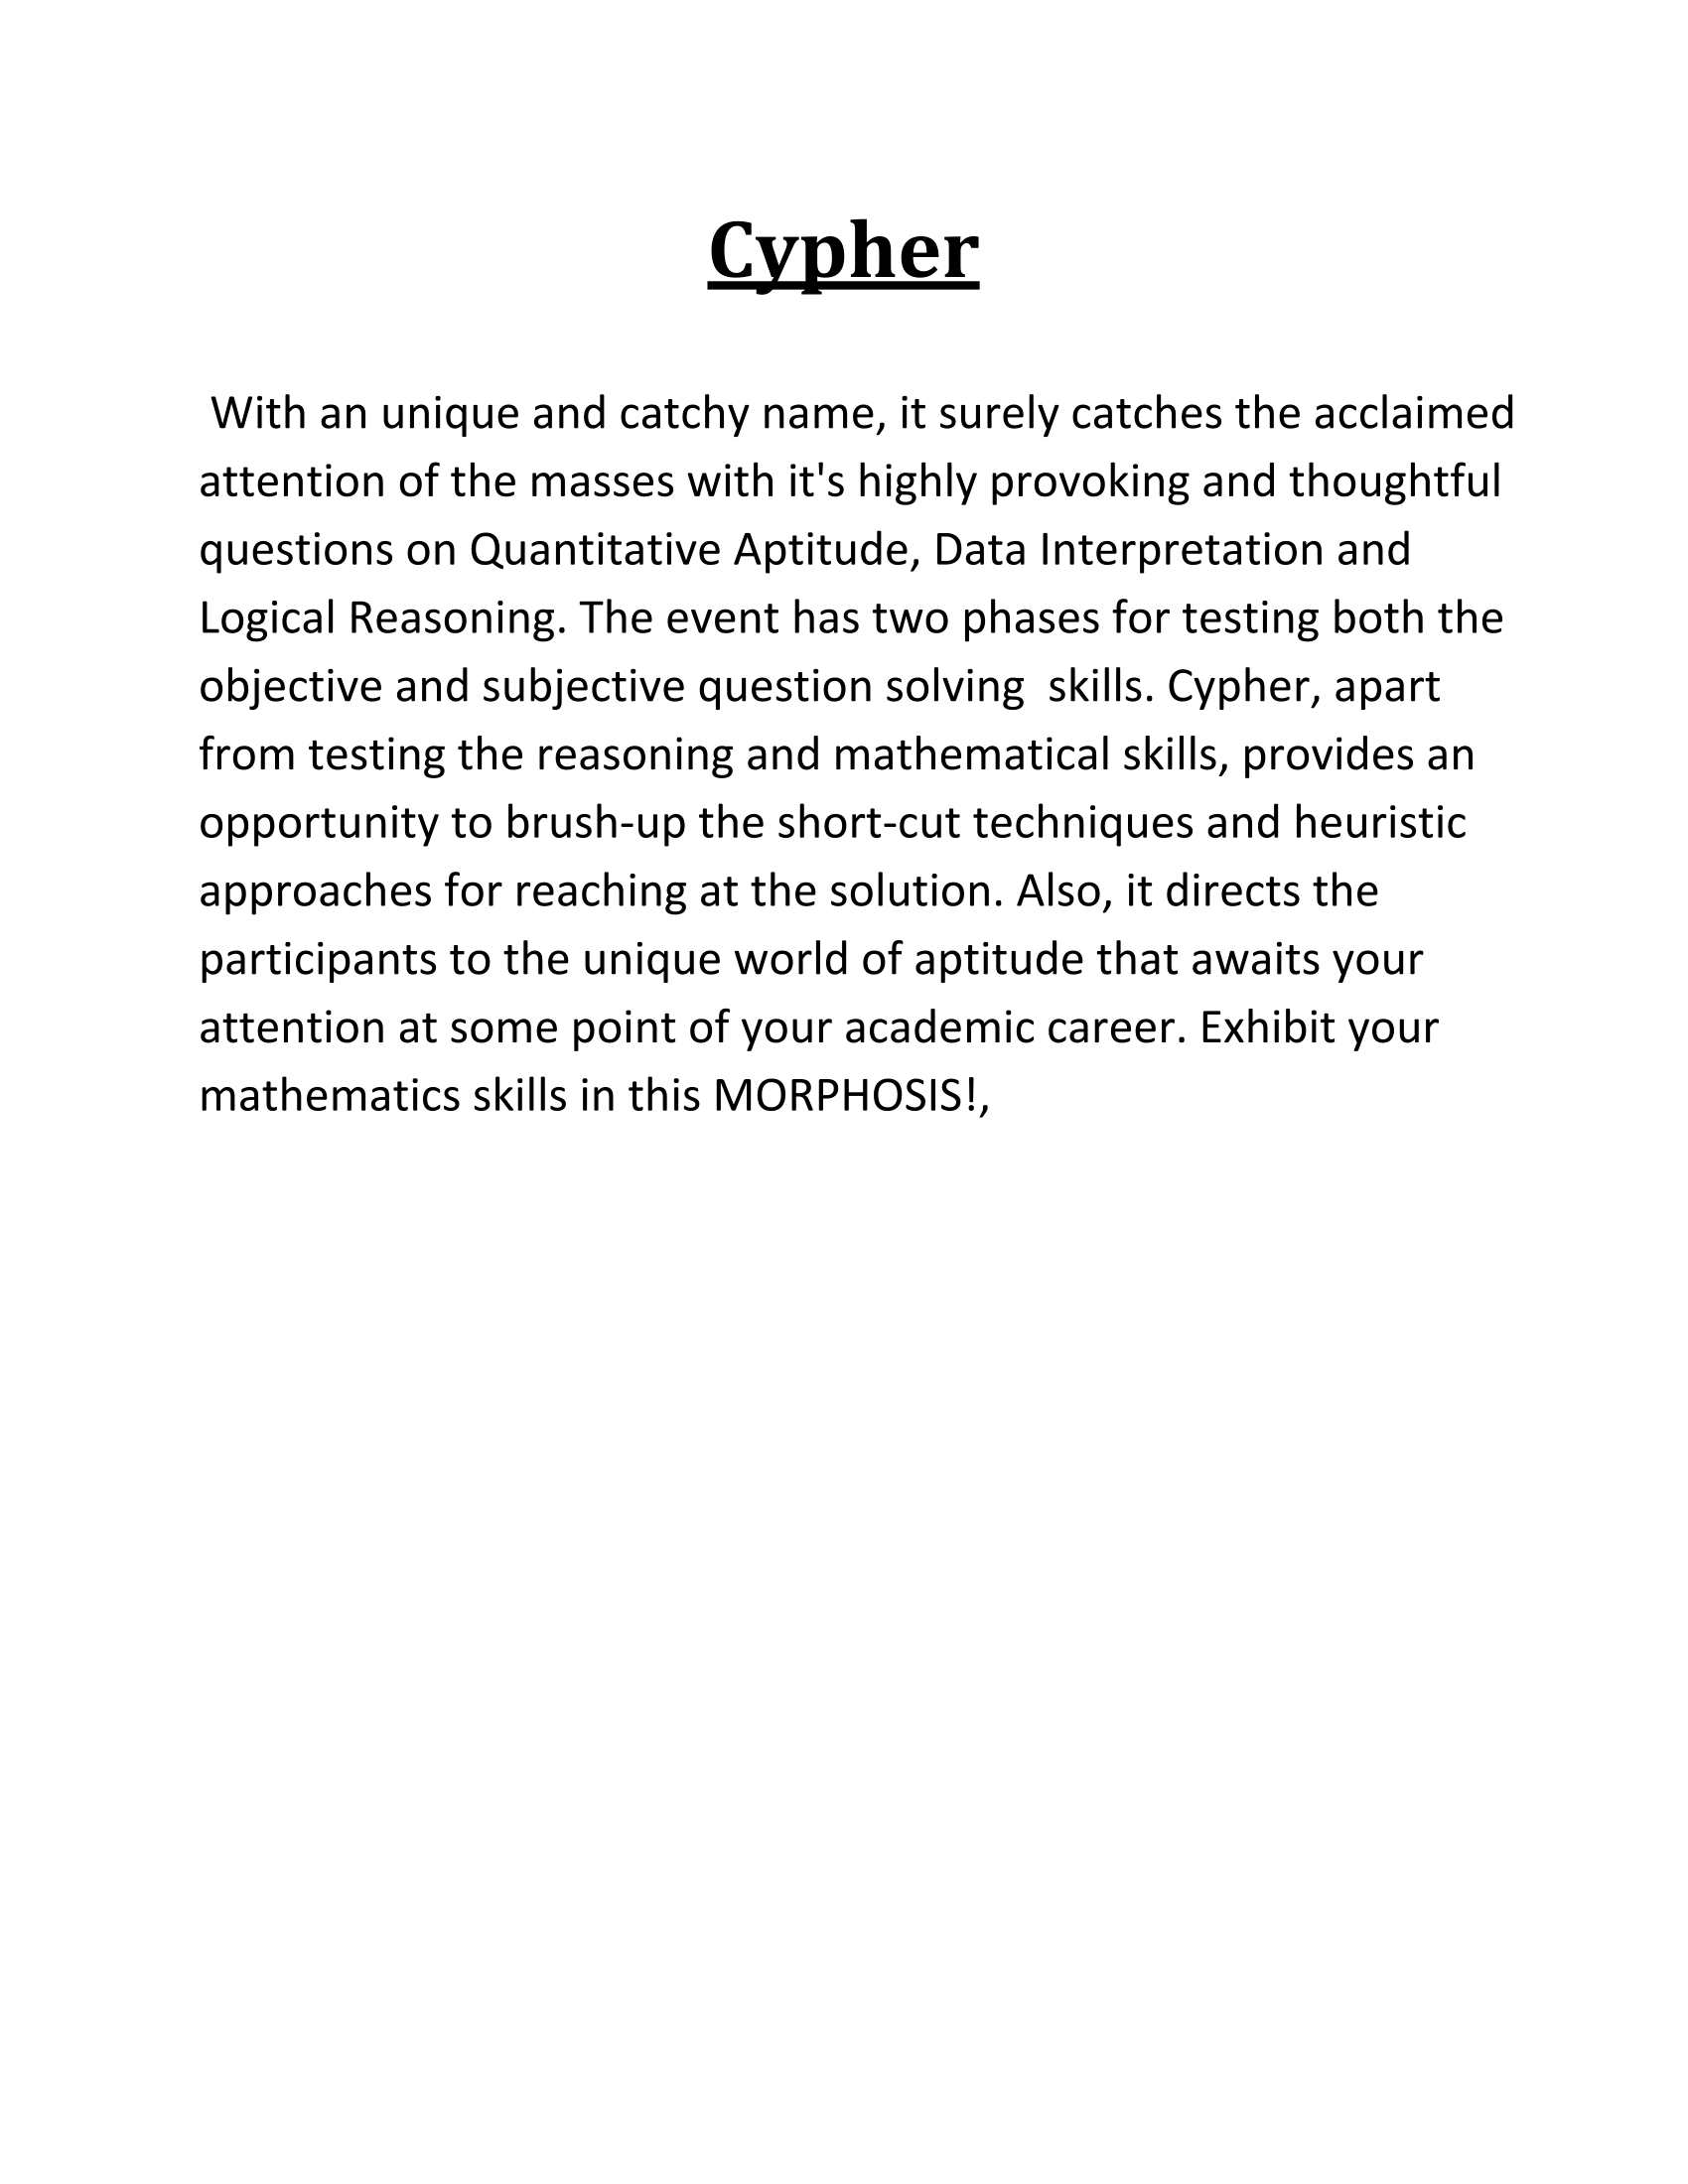 Cypher
With an unique and catchy name, it surely catches the acclaimed
attention of the masses with it's highly provoking and thoughtful
questions on Quantitative Aptitude, Data Interpretation and
Logical Reasoning. The event has two phases for testing both the
objective and subjective question solving  skills. Cypher, apart
from testing the reasoning and mathematical skills, provides an
opportunity to brush-up the short-cut techniques and heuristic
approaches for reaching at the solution. Also, it directs the
participants to the unique world of aptitude that awaits your
attention at some point of your academic career. Exhibit your
mathematics skills in this MORPHOSIS!,